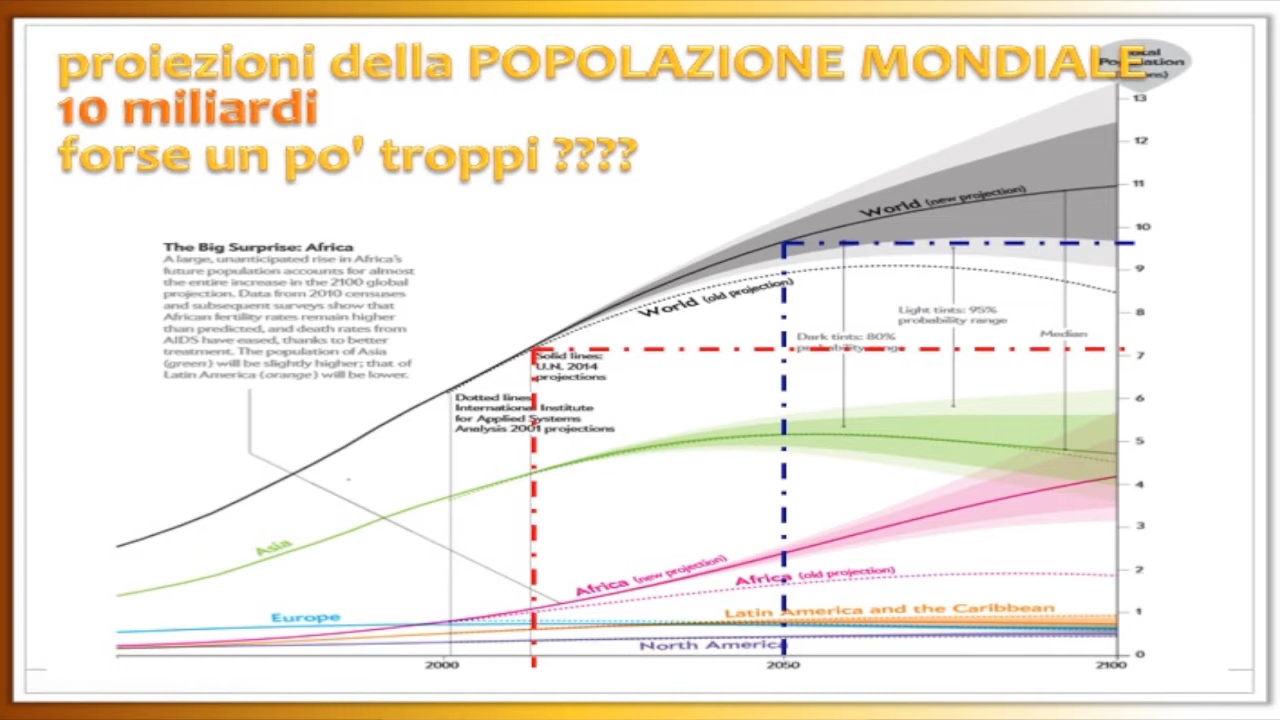 proiezioni della POPOLAZIONE MONDIALE
10 miliardi
forse un po' troppi ????
The Big Surprise: Africa
A large, unanticipated rise in Africa's
future population accounts for almost
the entire increase in the 2100 global
projection. Data from 2010 censuses
and subsequent surveys show that
African fertility rates remain higher
than predicted, and death rates from
AIDS have eased, thanks to better
treatment. The population of Asia
(green) will be slightly higher; that of
Latin America (orange) will be lower.
Population
13
12
11
10
9
8
7
6
5
4
3
2
1
0
World (new projection)
World (old projection)
Light tints: 95%
probability range
Dark tints: 80%
probability range
Median
Solid lines:
U.N. 2014
projections
Dotted lines
International Institute
for Applied Systems
Analysis 2001 projections
Asia
Africa (new projection)
Africa (old projection)
Europe
Latin America and the Caribbean
North America
2000
2050
2100